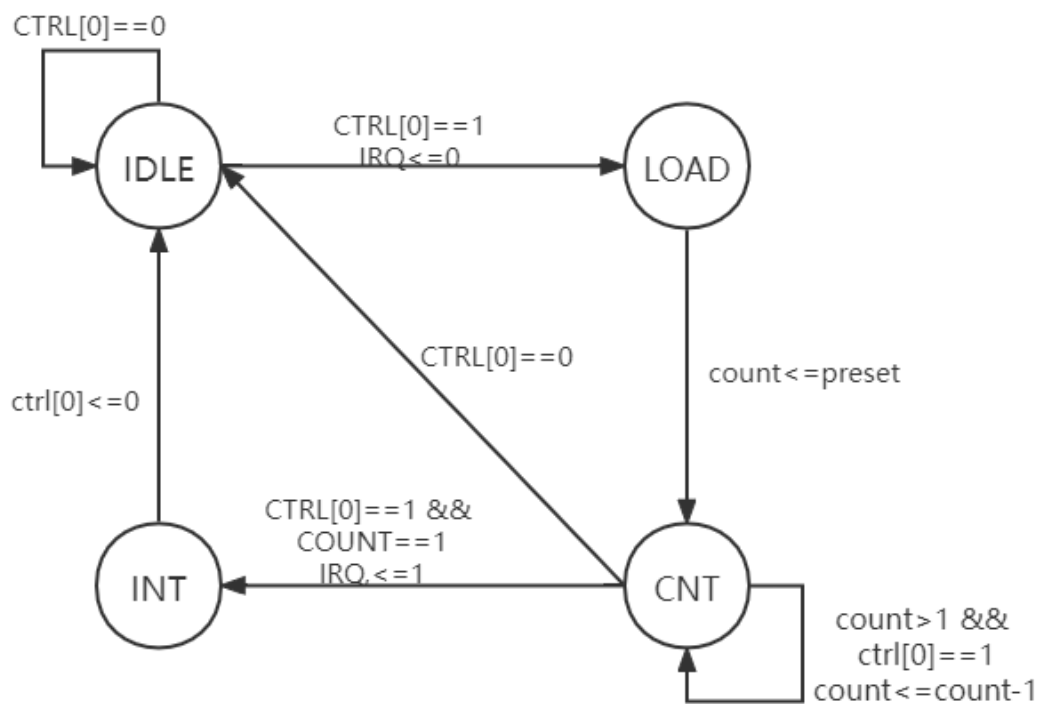 CTRL[0]==0
CTRL[0]==1
IRQ<=0
IDLE
LOAD
CTRL[0]==0
count<=preset
ctrl[0]<=0
CTRL[0]==1 &&
COUNT==1
IRQ,<=1
INT
CNT
count>1 &&
ctrl[0]==1
count<=count-1